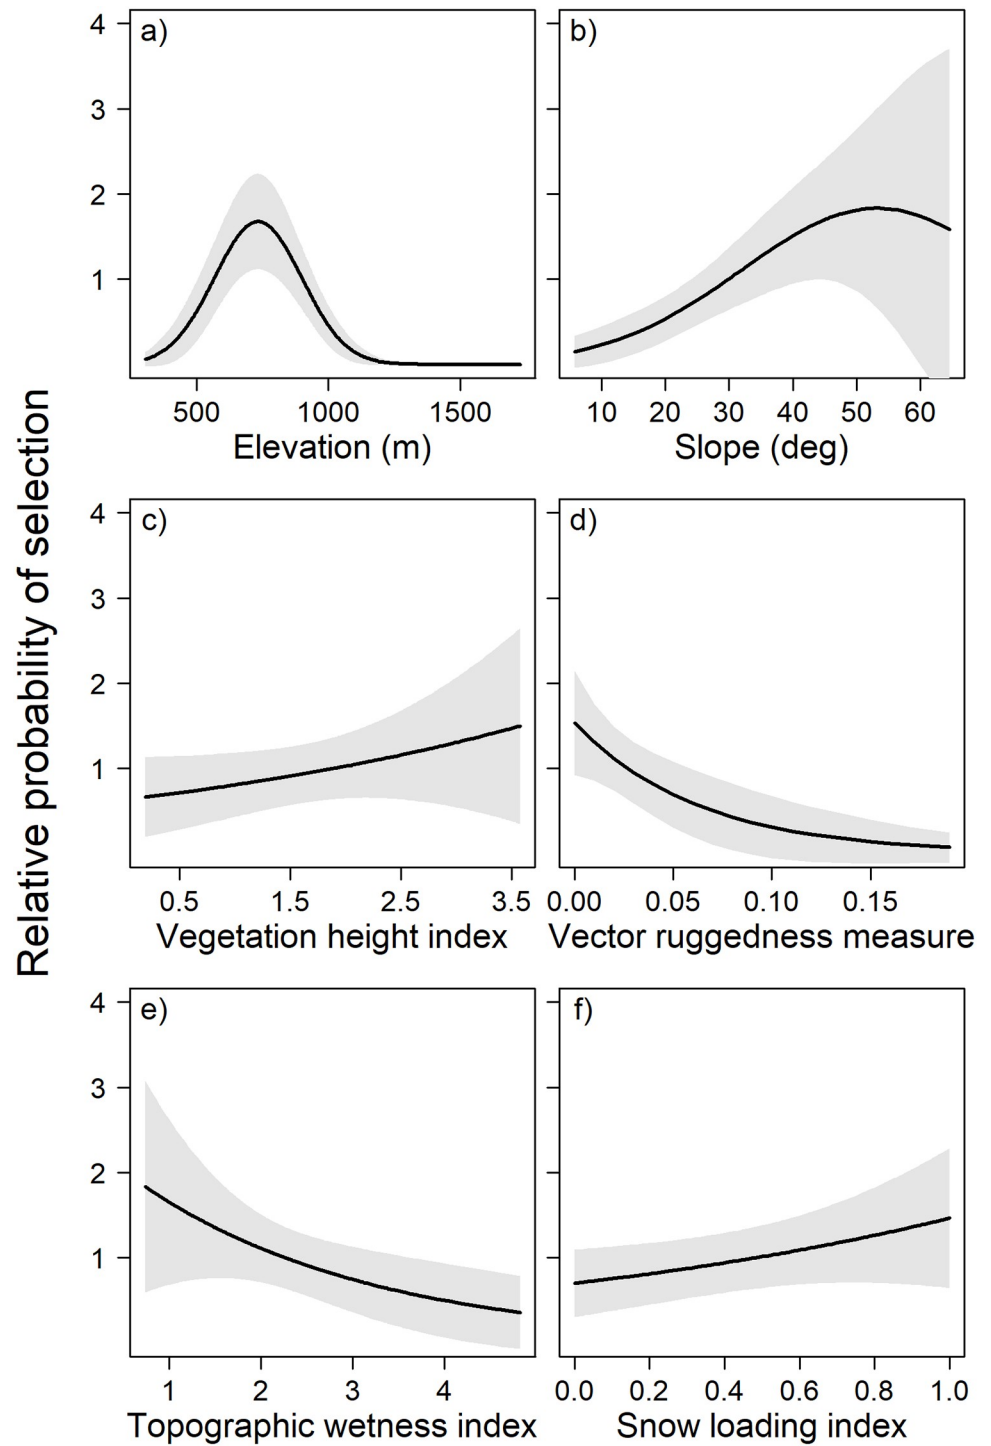 Relative probability of selection
a)
4
3
2
1
500 1000 1500
Elevation (m)
b)
10 20 30 40 50 60
Slope (deg)
c)
4
3
2
1
0.5 1.5 2.5 3.5
Vegetation height index
d)
0.00 0.05 0.10 0.15
Vector ruggedness measure
e)
4
3
2
1
1 2 3 4
Topographic wetness index
f)
0.0 0.2 0.4 0.6 0.8 1.0
Snow loading index